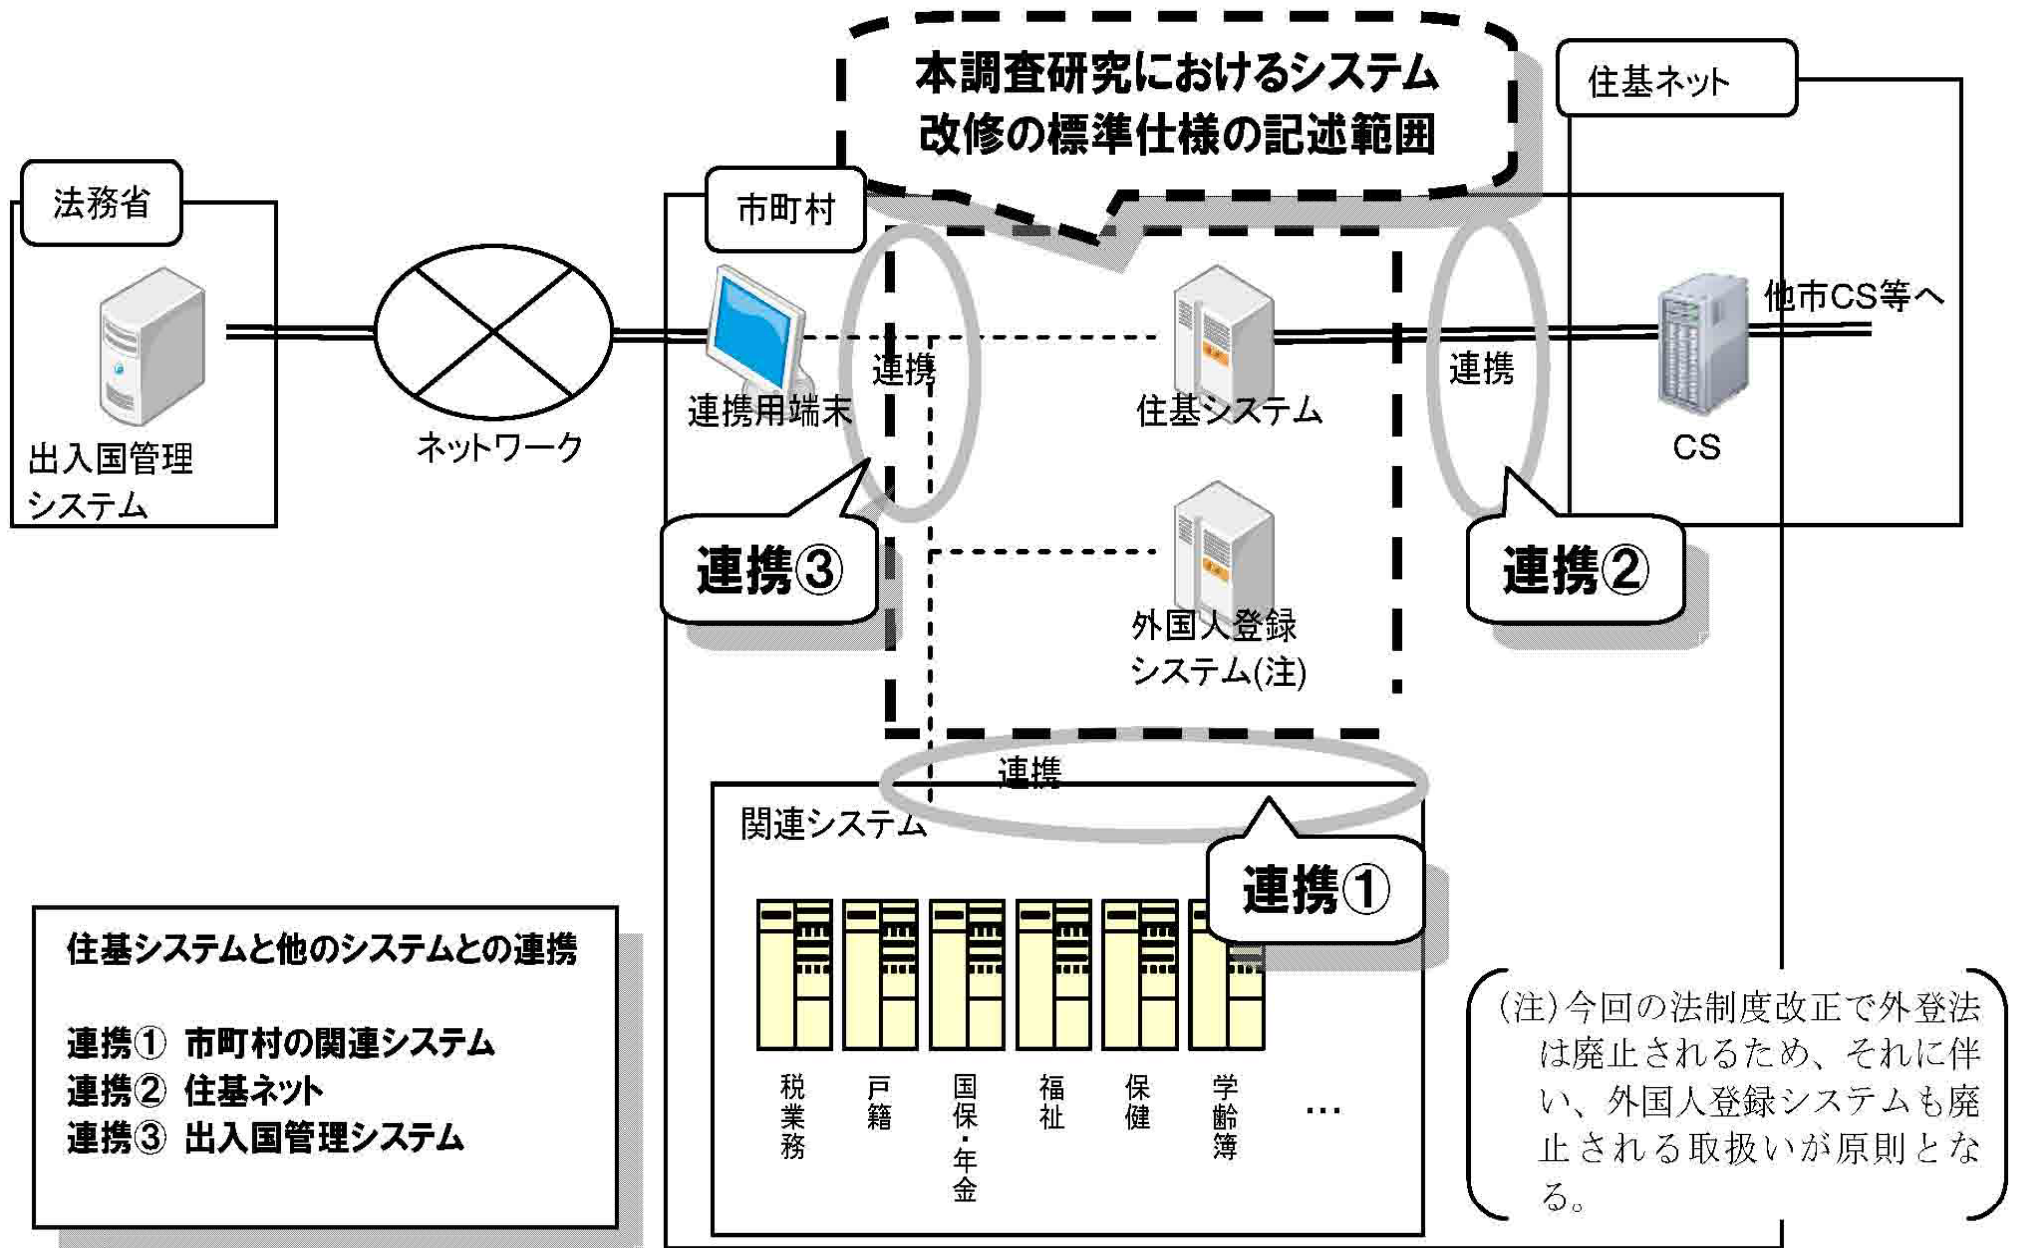 本調査研究におけるシステム
改修の標準仕様の記述範囲
住基ネット
法務省
市町村
他市CS等へ
連携
連携
連携用端末
住基システム
ネットワーク
CS
出入国管理
システム
連携③
連携②
外国人登録
システム(注)
連携
関連システム
連携①
税業務
戸籍
国保・年金
福祉
保健
学齢簿
…
住基システムと他のシステムとの連携
連携① 市町村の関連システム
連携② 住基ネット
連携③ 出入国管理システム
(注)今回の法制度改正で外登法
は廃止されるため、それに伴
い、外国人登録システムも廃
止される取扱いが原則とな
る。